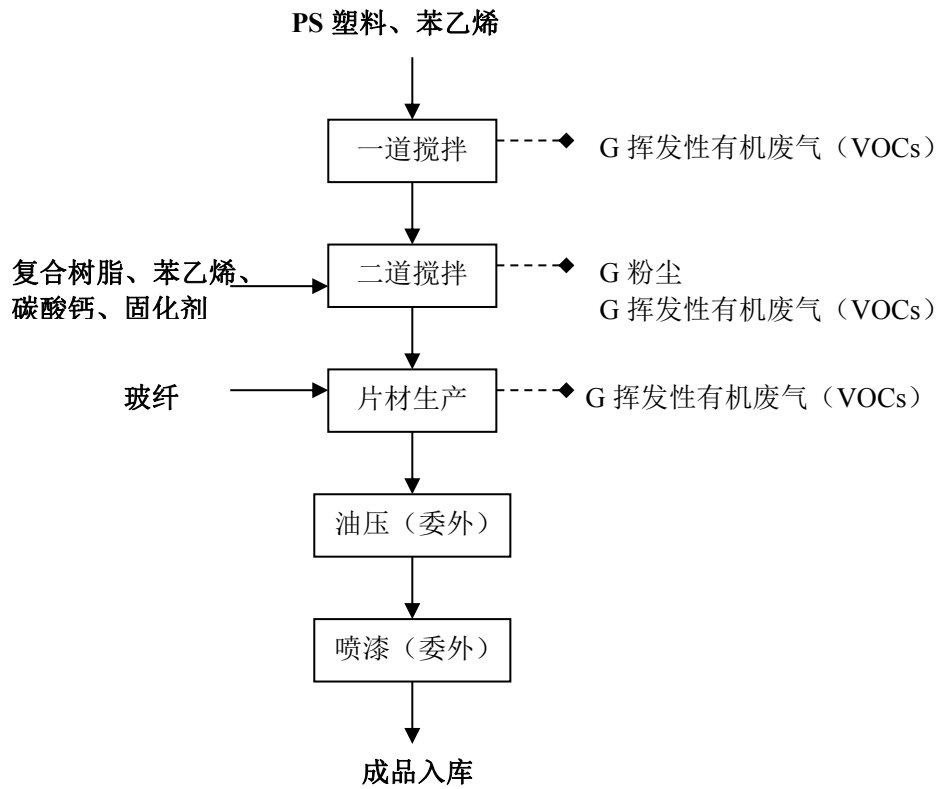 PS 塑料、苯乙烯
一道搅拌
G 挥发性有机废气（VOCs）
复合树脂、苯乙烯、
碳酸钙、固化剂
二道搅拌
G 粉尘
G 挥发性有机废气（VOCs）
玻纤
片材生产
G 挥发性有机废气（VOCs）
油压（委外）
喷漆（委外）
成品入库